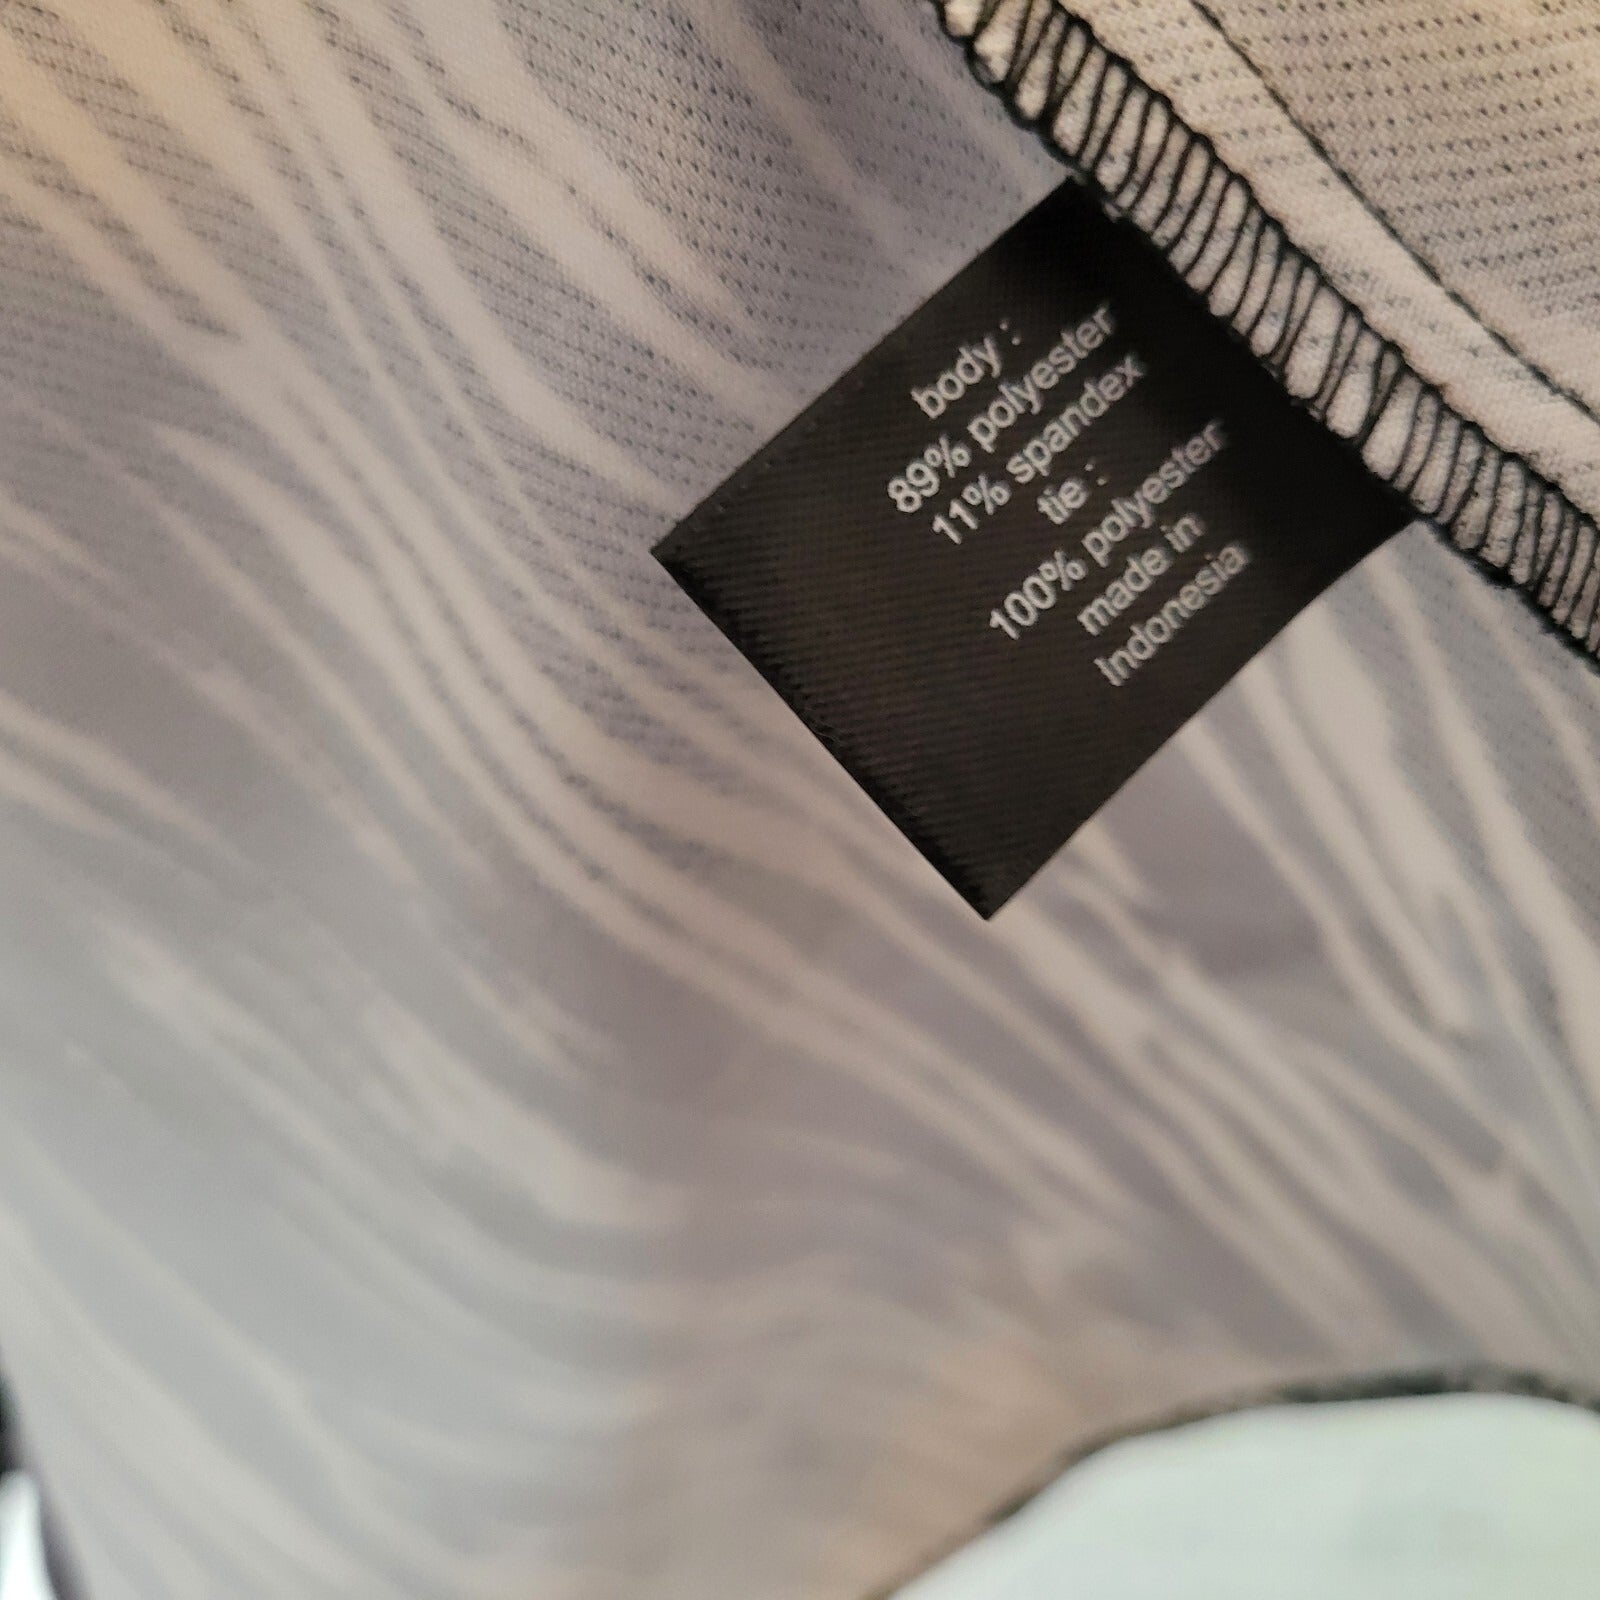 body :
89% polyester
11% spandex
tie :
100% polyester
made in
Indonesia